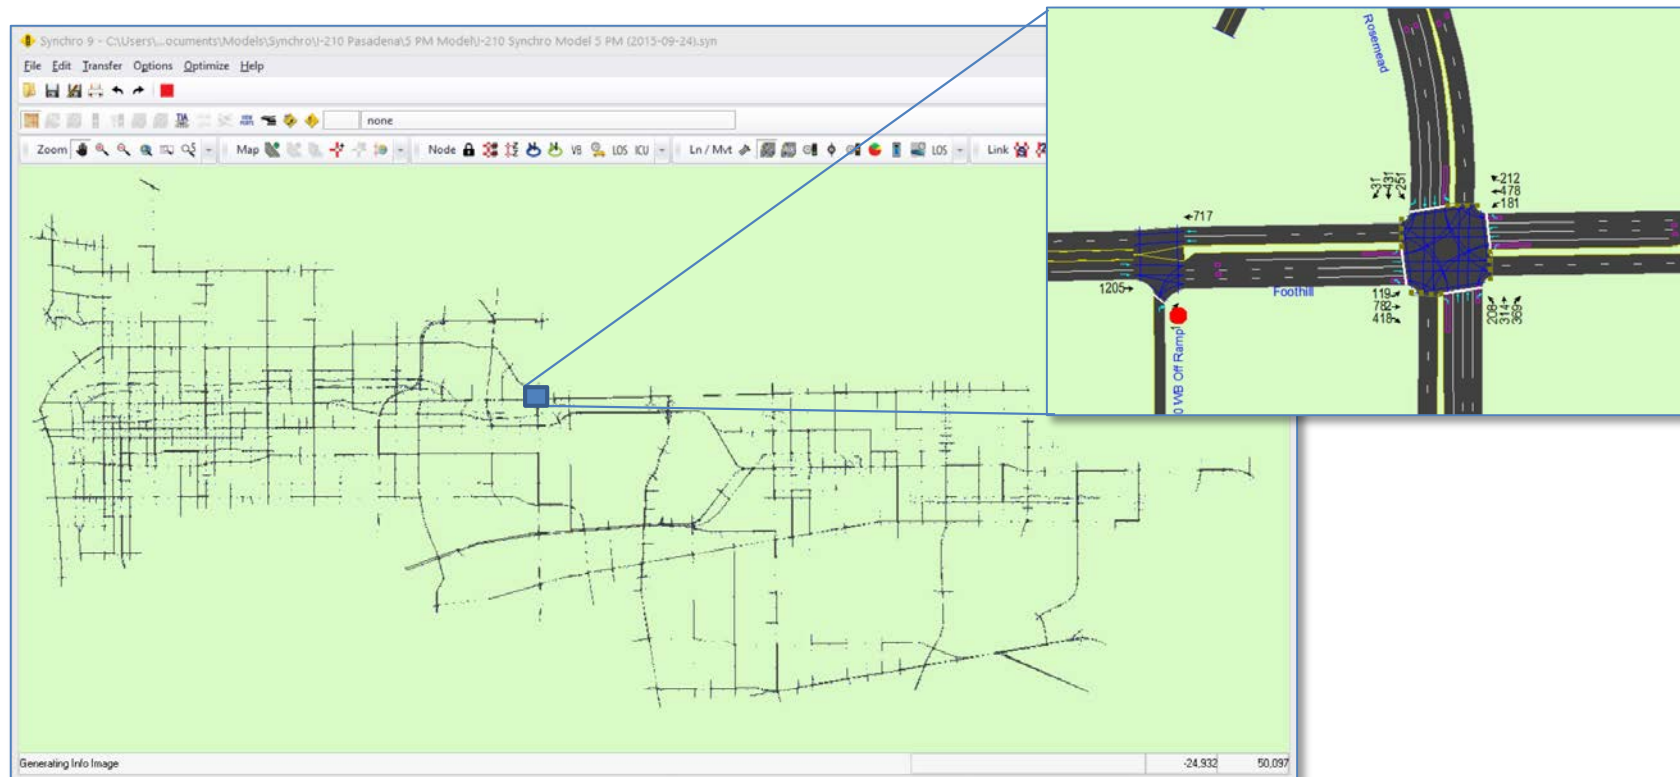 Synchro 9 - C:\Users\...ocuments\Models\Synchro\I-210 Pasadena\5 PM Model\I-210 Synchro Model 5 PM (2015-09-24).syn
File Edit Transfer Options Optimize Help
none
Zoom Map Node VB LOS ICU Ln / Mvt LOS Link
Rosemead
31
431
251
212
478
181
717
1205
Foothill
119
782
418
208
314
369
0 WB Off Ramp
Generating Info Image
-24,932 50,097